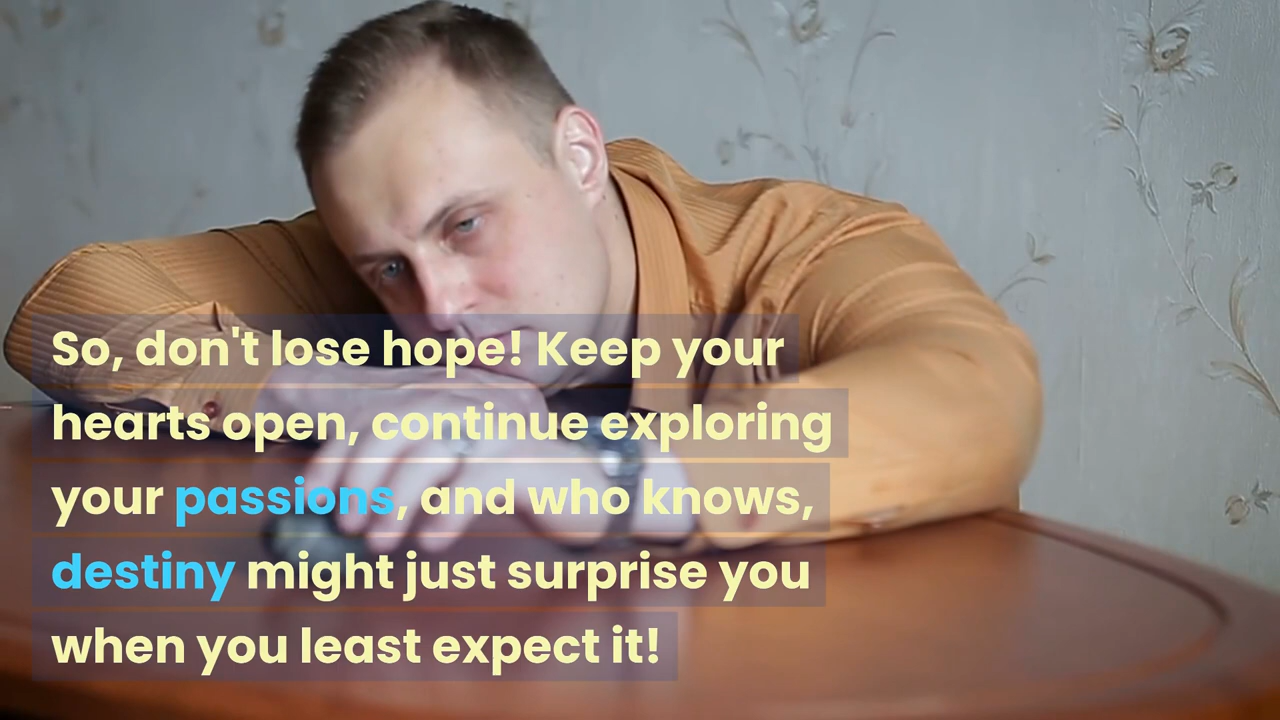 So, don't lose hope! Keep your
hearts open, continue exploring
your passions, and who knows,
destiny might just surprise you
when you least expect it!